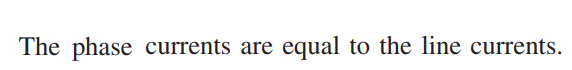 The phase currents are equal to the line currents.